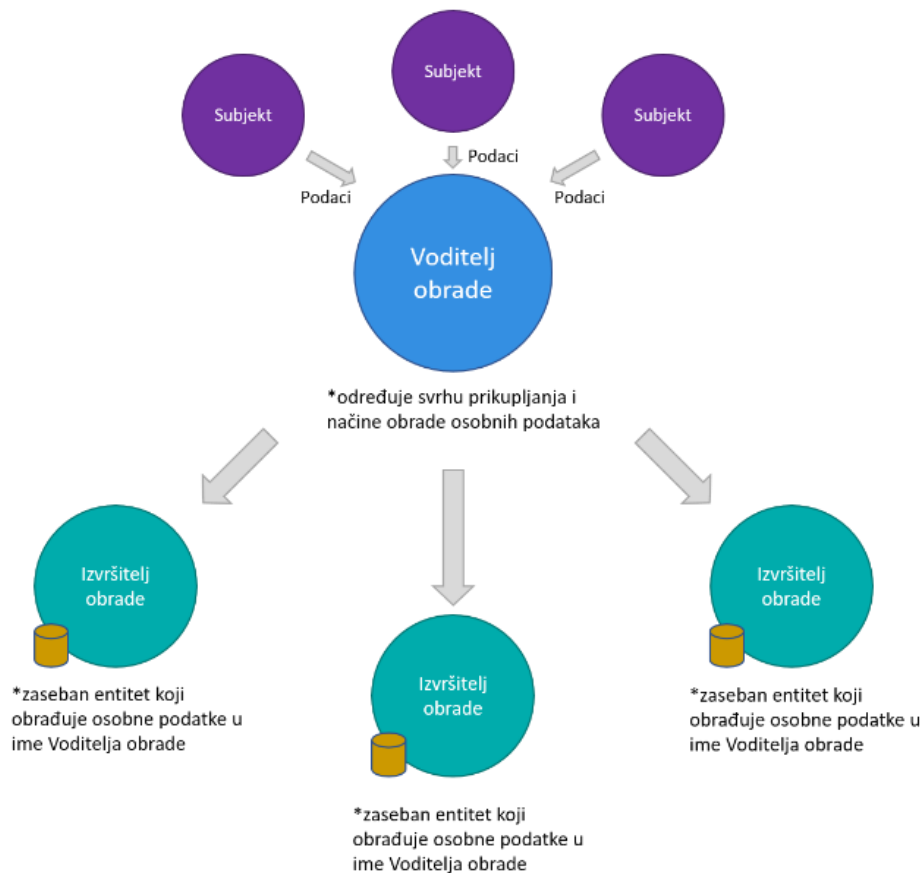 Subjekt
Subjekt
Subjekt
Podaci
Podaci
Podaci
Voditelj
obrade
*određuje svrhu prikupljanja i
načine obrade osobnih podataka
Izvršitelj
obrade
*zaseban entitet koji
obrađuje osobne podatke u
ime Voditelja obrade
Izvršitelj
obrade
*zaseban entitet koji
obrađuje osobne podatke u
ime Voditelja obrade
Izvršitelj
obrade
*zaseban entitet koji
obrađuje osobne podatke u
ime Voditelja obrade